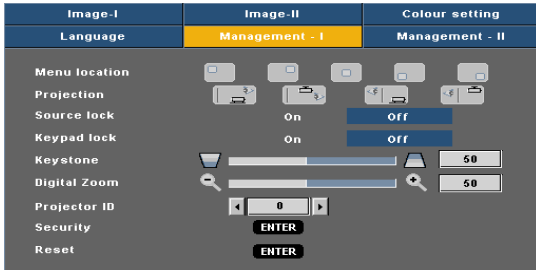 Image-I Image-II Colour setting
Language Management - I Management - II
Menu location
Projection
Source lock On Off
Keypad lock On Off
Keystone 50
Digital Zoom 50
Projector ID 0
Security ENTER
Reset ENTER